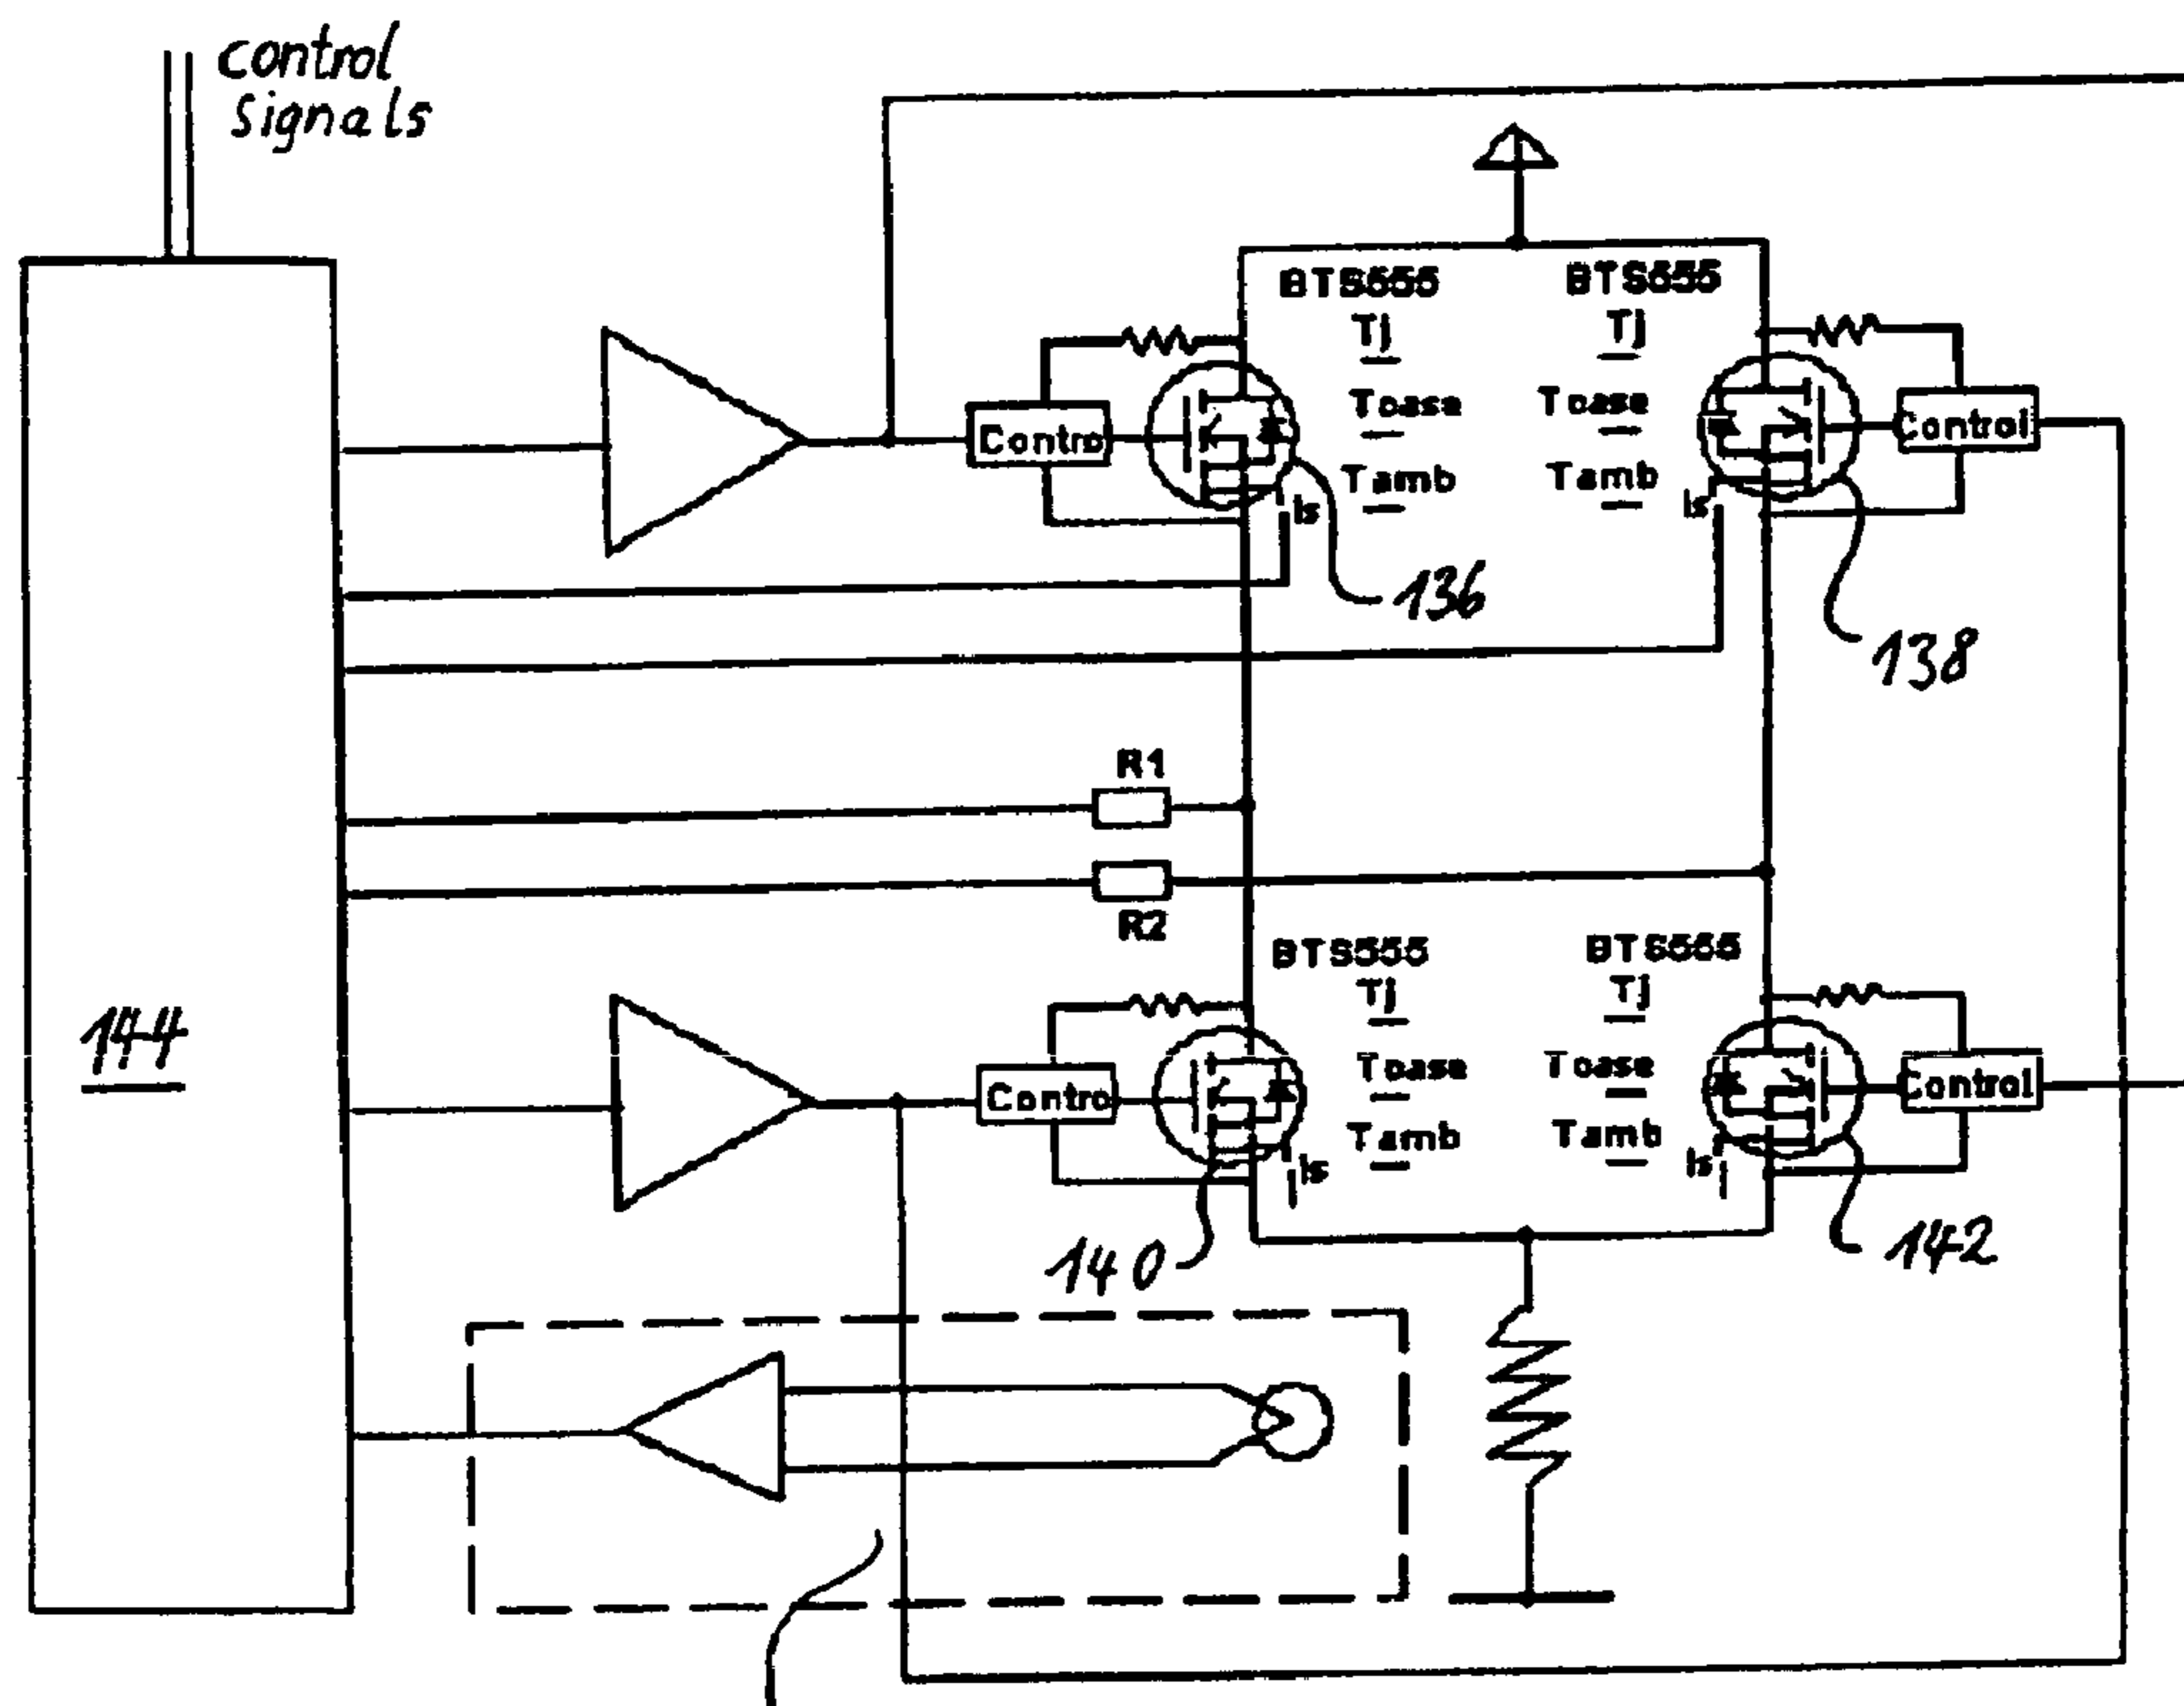 control
signals
BTS555
BTS555
Tj
Tj
Tcase
Tcase
Tamb
Tamb
Contro
Control
Is
Is
136
138
R1
R2
BTS555
BTS555
Tj
Tj
144
Tcase
Tcase
Contro
Control
Tamb
Tamb
Is
Is
140
142